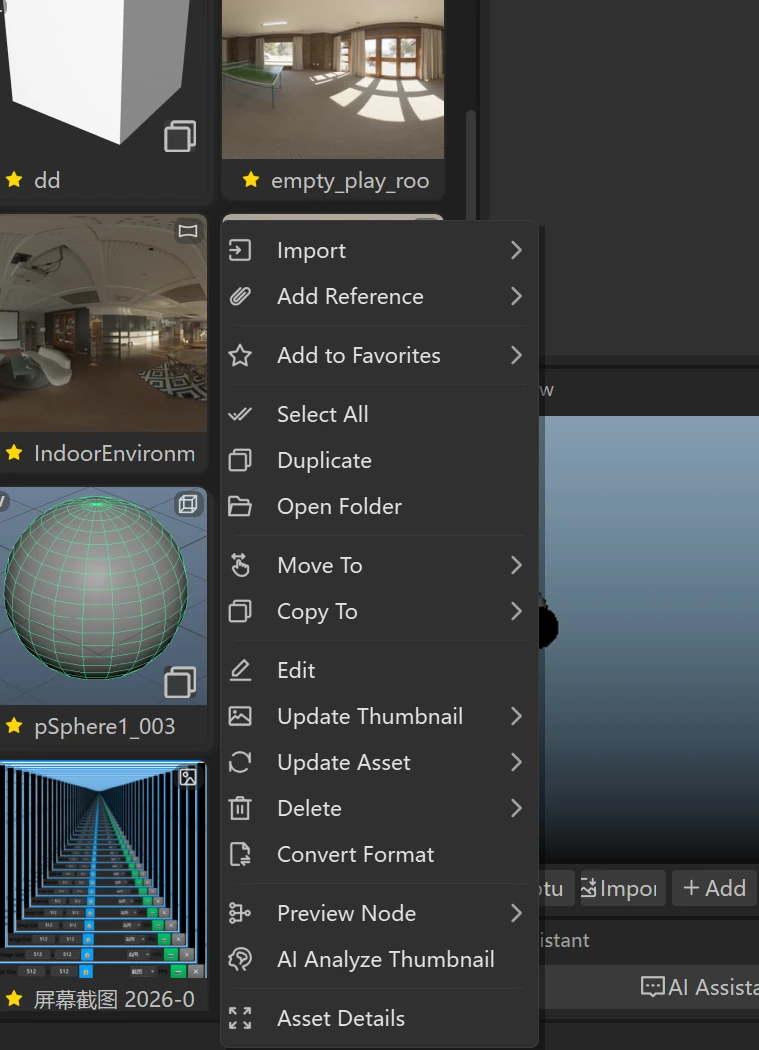 dd
empty_play_roo
IndoorEnvironm
pSphere1_003
屏幕截图 2026-0
Import
Add Reference
Add to Favorites
Select All
Duplicate
Open Folder
Move To
Copy To
Edit
Update Thumbnail
Update Asset
Delete
Convert Format
Preview Node
AI Analyze Thumbnail
Asset Details
w
Impor
Add
istant
AI Assista